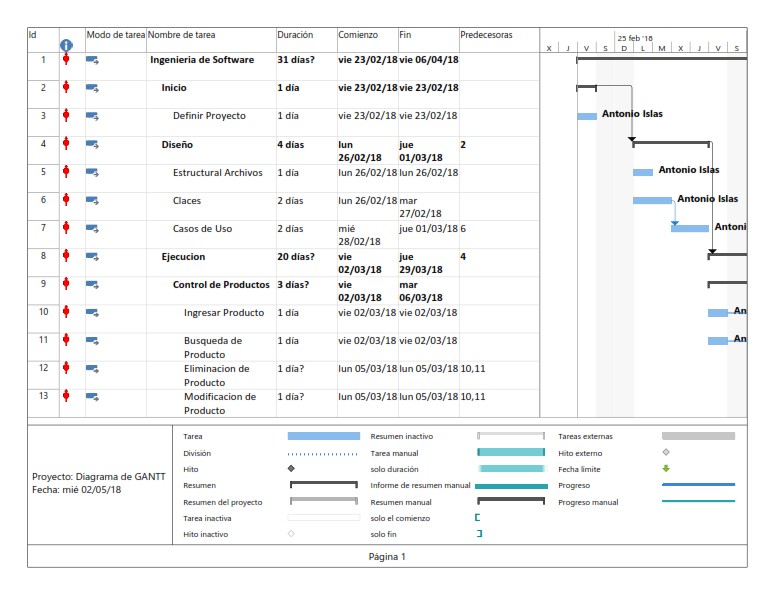 Id Modo de tarea Nombre de tarea Duración Comienzo Fin Predecesoras
25 feb '18
X J V S D L M X J V S
1 Ingenieria de Software 31 días? vie 23/02/18 vie 06/04/18
2 Inicio 1 día vie 23/02/18 vie 23/02/18
3 Definir Proyecto 1 día vie 23/02/18 vie 23/02/18 Antonio Islas
4 Diseño 4 días lun 26/02/18 jue 01/03/18 2
5 Estructural Archivos 1 día lun 26/02/18 lun 26/02/18 Antonio Islas
6 Claces 2 días lun 26/02/18 mar 27/02/18 Antonio Islas
7 Casos de Uso 2 días mié 28/02/18 jue 01/03/18 6 Antoni
8 Ejecucion 20 días? vie 02/03/18 jue 29/03/18 4
9 Control de Productos 3 días? vie 02/03/18 mar 06/03/18
10 Ingresar Producto 1 día vie 02/03/18 vie 02/03/18 An
11 Busqueda de Producto 1 día vie 02/03/18 vie 02/03/18 An
12 Eliminacion de Producto 1 día? lun 05/03/18 lun 05/03/18 10,11
13 Modificacion de Producto 1 día? lun 05/03/18 lun 05/03/18 10,11
Proyecto: Diagrama de GANTT
Fecha: mié 02/05/18
Tarea Resumen inactivo Tareas externas
División Tarea manual Hito externo
Hito solo duración Fecha límite
Resumen Informe de resumen manual Progreso
Resumen del proyecto Resumen manual Progreso manual
Tarea inactiva solo el comienzo
Hito inactivo solo fin
Página 1